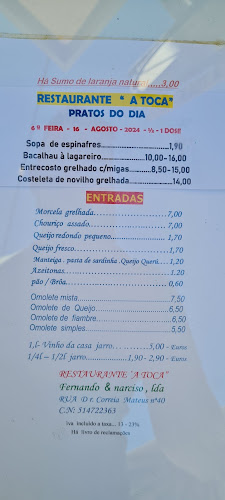 Há Sumo de laranja natural.....3,00
RESTAURANTE " A TOCA"
PRATOS DO DIA
6º FEIRA - 16 - AGOSTO - 2024 - ½ - 1 DOSE
Sopa de espinafres.................1,90
Bacalhau à lagareiro..............10,00-16,00
Entrecosto grelhado c/migas.......8,50-15,00
Costeleta de novilho grelhada..........14,00
ENTRADAS
Morcela grelhada...................7,00
Chouriço assado....................7,00
Queijo redondo pequeno.............1,70
Queijo fresco......................1,70
Manteiga . pasta de sardinha .Queijo Querú....1,20
Azeitonas..........................1.20
pão / Brôa.........................0,60
Omolete mista......................7,50
Omolete de Queijo..................6,50
Omolete de fiambre.................6,50
Omolete simples....................5,50
1,l- Vinho da casa jarro......5,00 - Euro
1/4l – 1/2l jarro.......1,90 - 2,90 - Euro
RESTAURANTE "A TOCA"
Fernando & narciso , lda
RUA D r. Correia Mateus nº40
C.N: 514722363
Iva incluído a taxa... 13 - 23%
Há livro de reclamações